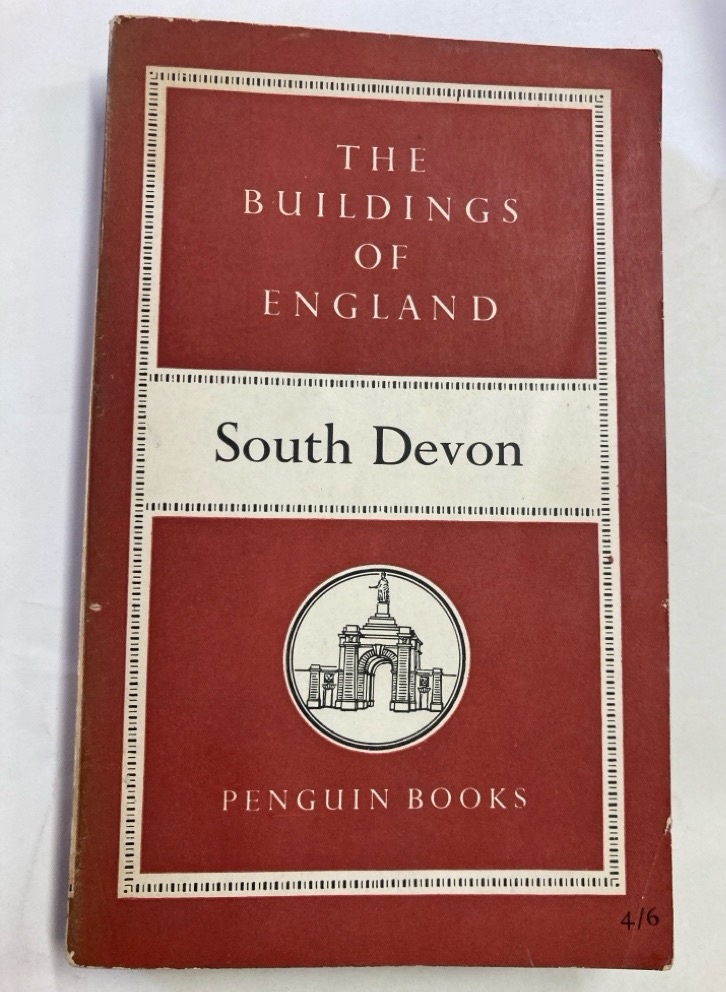 THE
BUILDINGS
OF
ENGLAND
South Devon
PENGUIN BOOKS
4/6